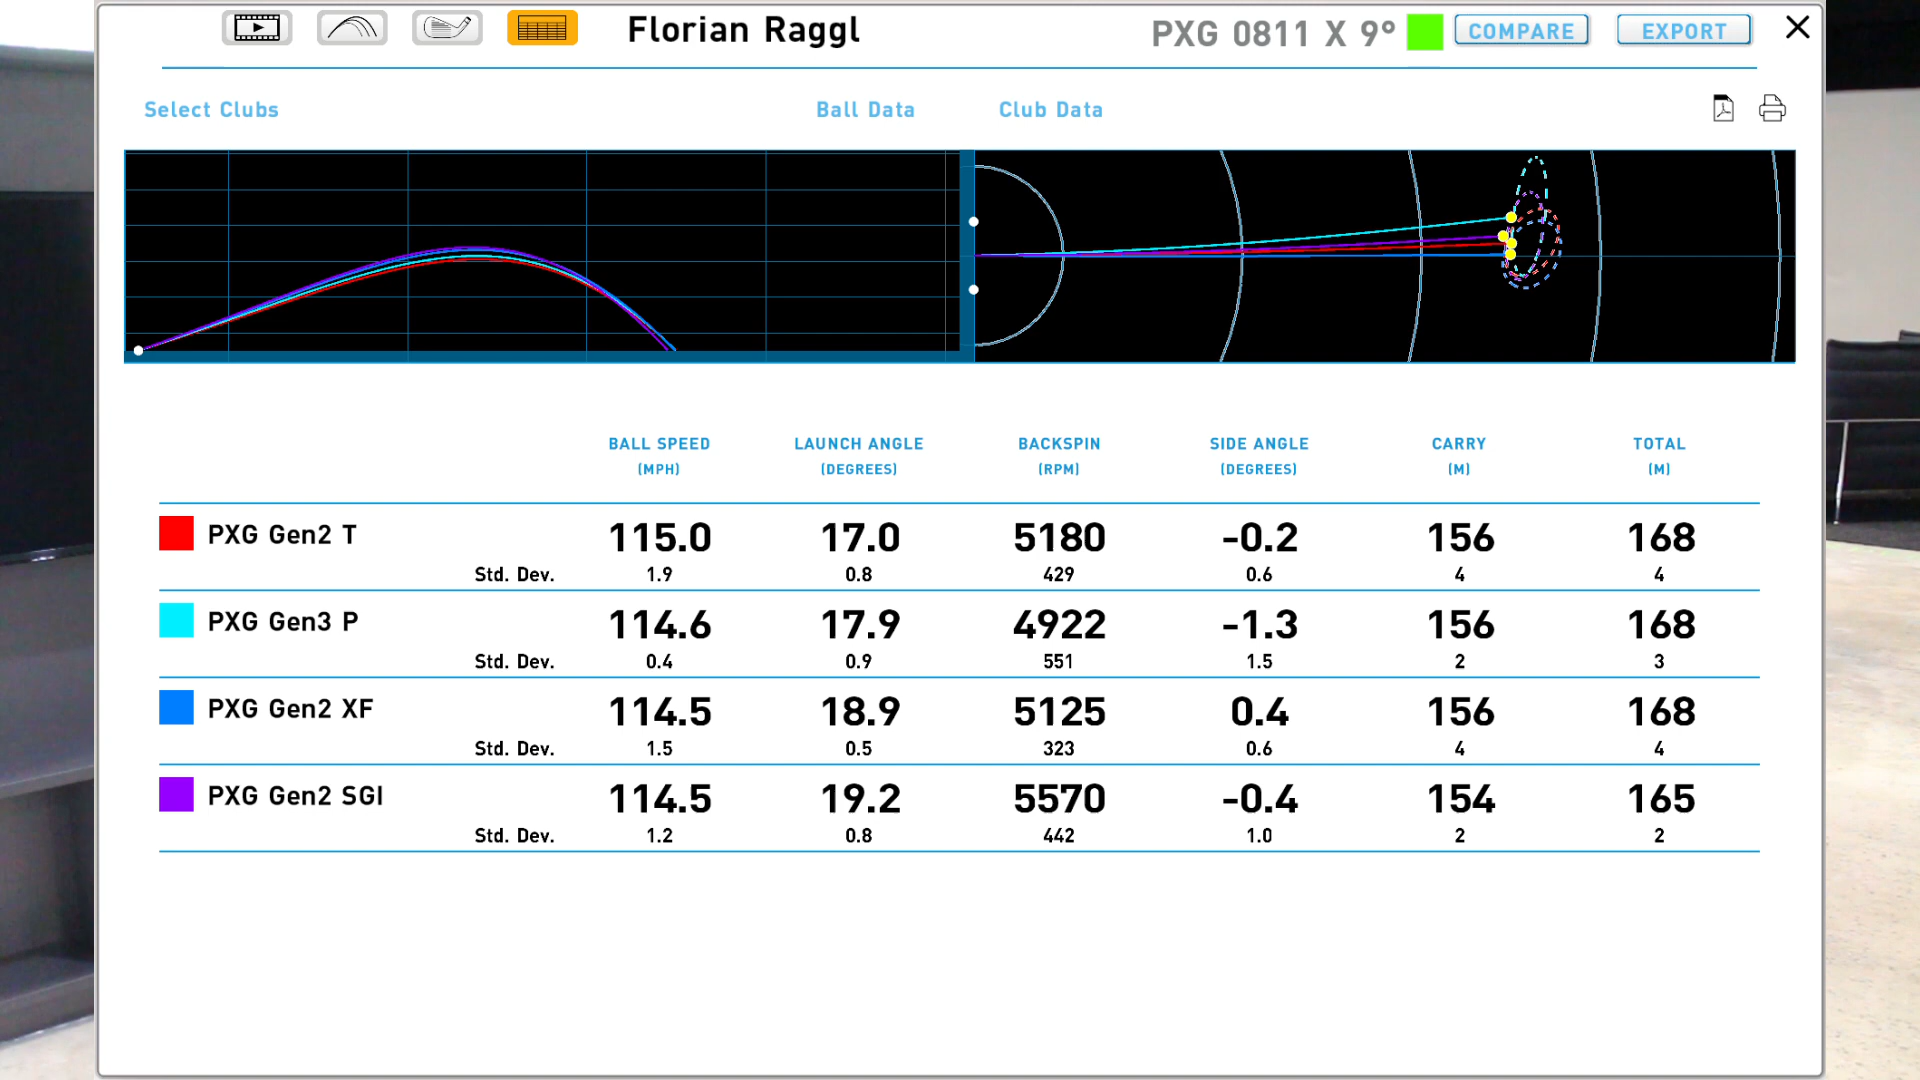 Florian Raggl
PXG 0811 X 9°
COMPARE
EXPORT
Select Clubs
Ball Data
Club Data
BALL SPEED LAUNCH ANGLE BACKSPIN SIDE ANGLE CARRY TOTAL
(MPH) (DEGREES) (RPM) (DEGREES) (M) (M)
PXG Gen2 T 115.0 17.0 5180 -0.2 156 168
Std. Dev. 1.9 0.8 429 0.6 4 4
PXG Gen3 P 114.6 17.9 4922 -1.3 156 168
Std. Dev. 0.4 0.9 551 1.5 2 3
PXG Gen2 XF 114.5 18.9 5125 0.4 156 168
Std. Dev. 1.5 0.5 323 0.6 4 4
PXG Gen2 SGI 114.5 19.2 5570 -0.4 154 165
Std. Dev. 1.2 0.8 442 1.0 2 2